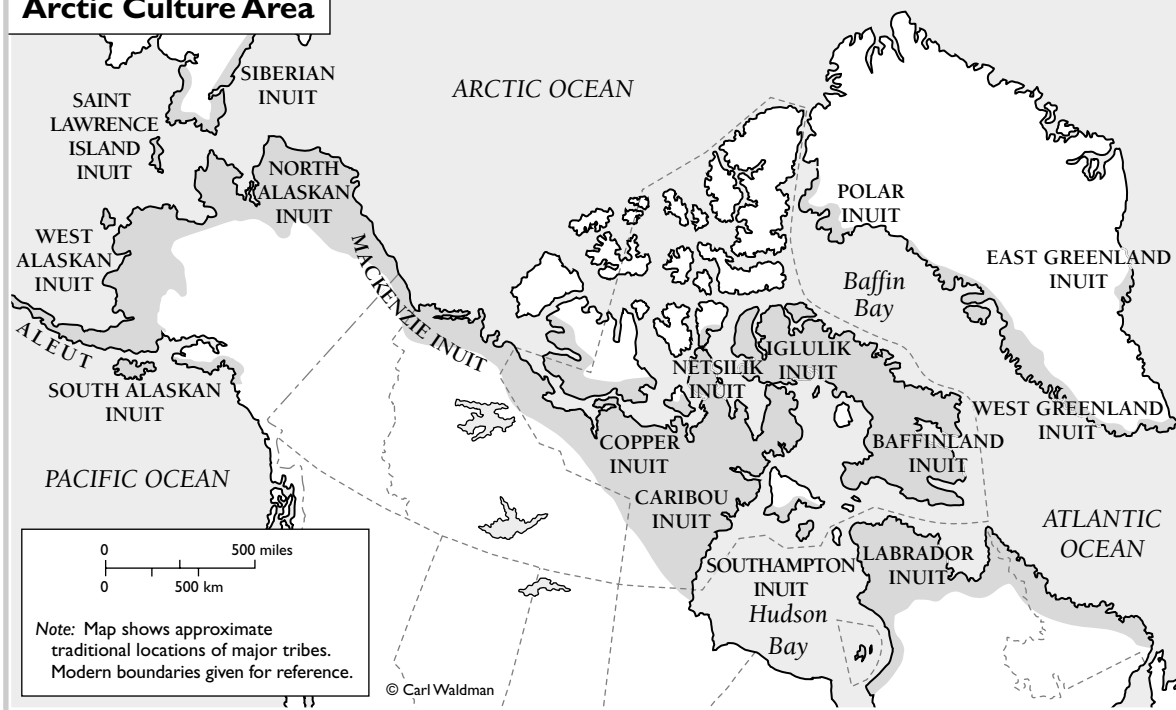 Arctic Culture Area
SIBERIAN
INUIT
ARCTIC OCEAN
SAINT
LAWRENCE
ISLAND
INUIT
NORTH
ALASKAN
INUIT
POLAR
INUIT
WEST
ALASKAN
INUIT
MACKENZIE INUIT
EAST GREENLAND
INUIT
Baffin
Bay
ALEUT
IGLULIK
INUIT
NETSILIK
INUIT
SOUTH ALASKAN
INUIT
WEST GREENLAND
INUIT
COPPER
INUIT
BAFFINLAND
INUIT
PACIFIC OCEAN
CARIBOU
INUIT
ATLANTIC
OCEAN
LABRADOR
INUIT
SOUTHAMPTON
INUIT
Hudson
Bay
0 500 miles
0 500 km
Note: Map shows approximate
traditional locations of major tribes.
Modern boundaries given for reference.
© Carl Waldman